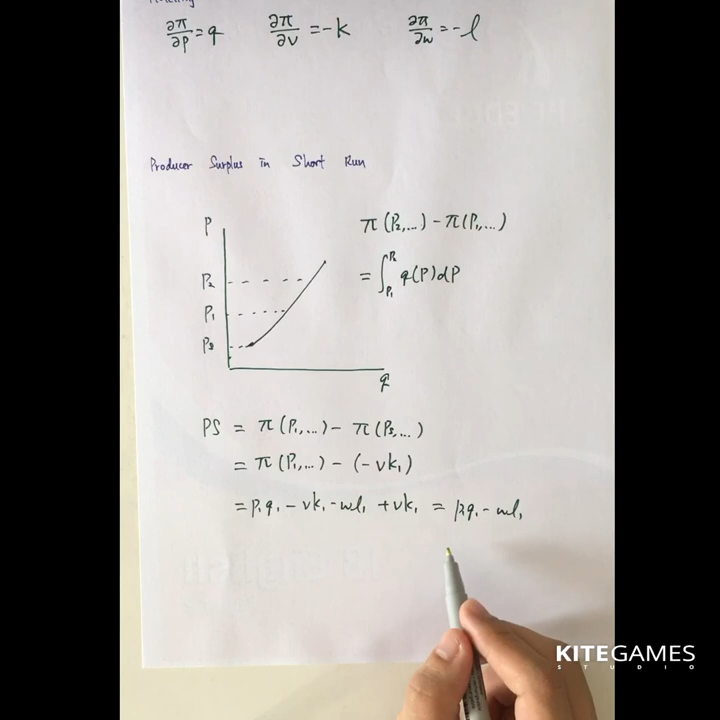 ∂π/∂p = q   ∂π/∂v = -k   ∂π/∂w = -l
Producer Surplus in Short Run
P
π(P₂,...) - π(P₁,...)
= ∫_{P₁}^{P₂} q(P)dP
P₂
P₁
q
PS = π(P₁,...) - π(P₃,...)
= π(P₁,...) - (-vk₁)
= P₁q₁ - vk₁ - wl₁ + vk₁ = P₁q₁ - wl₁
KITEGAMES
STUDIO